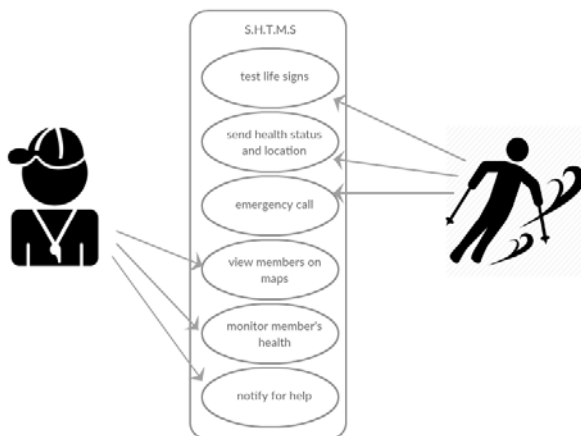 S.H.T.M.S
test life signs
send health status
and location
emergency call
view members on
maps
monitor member's
health
notify for help